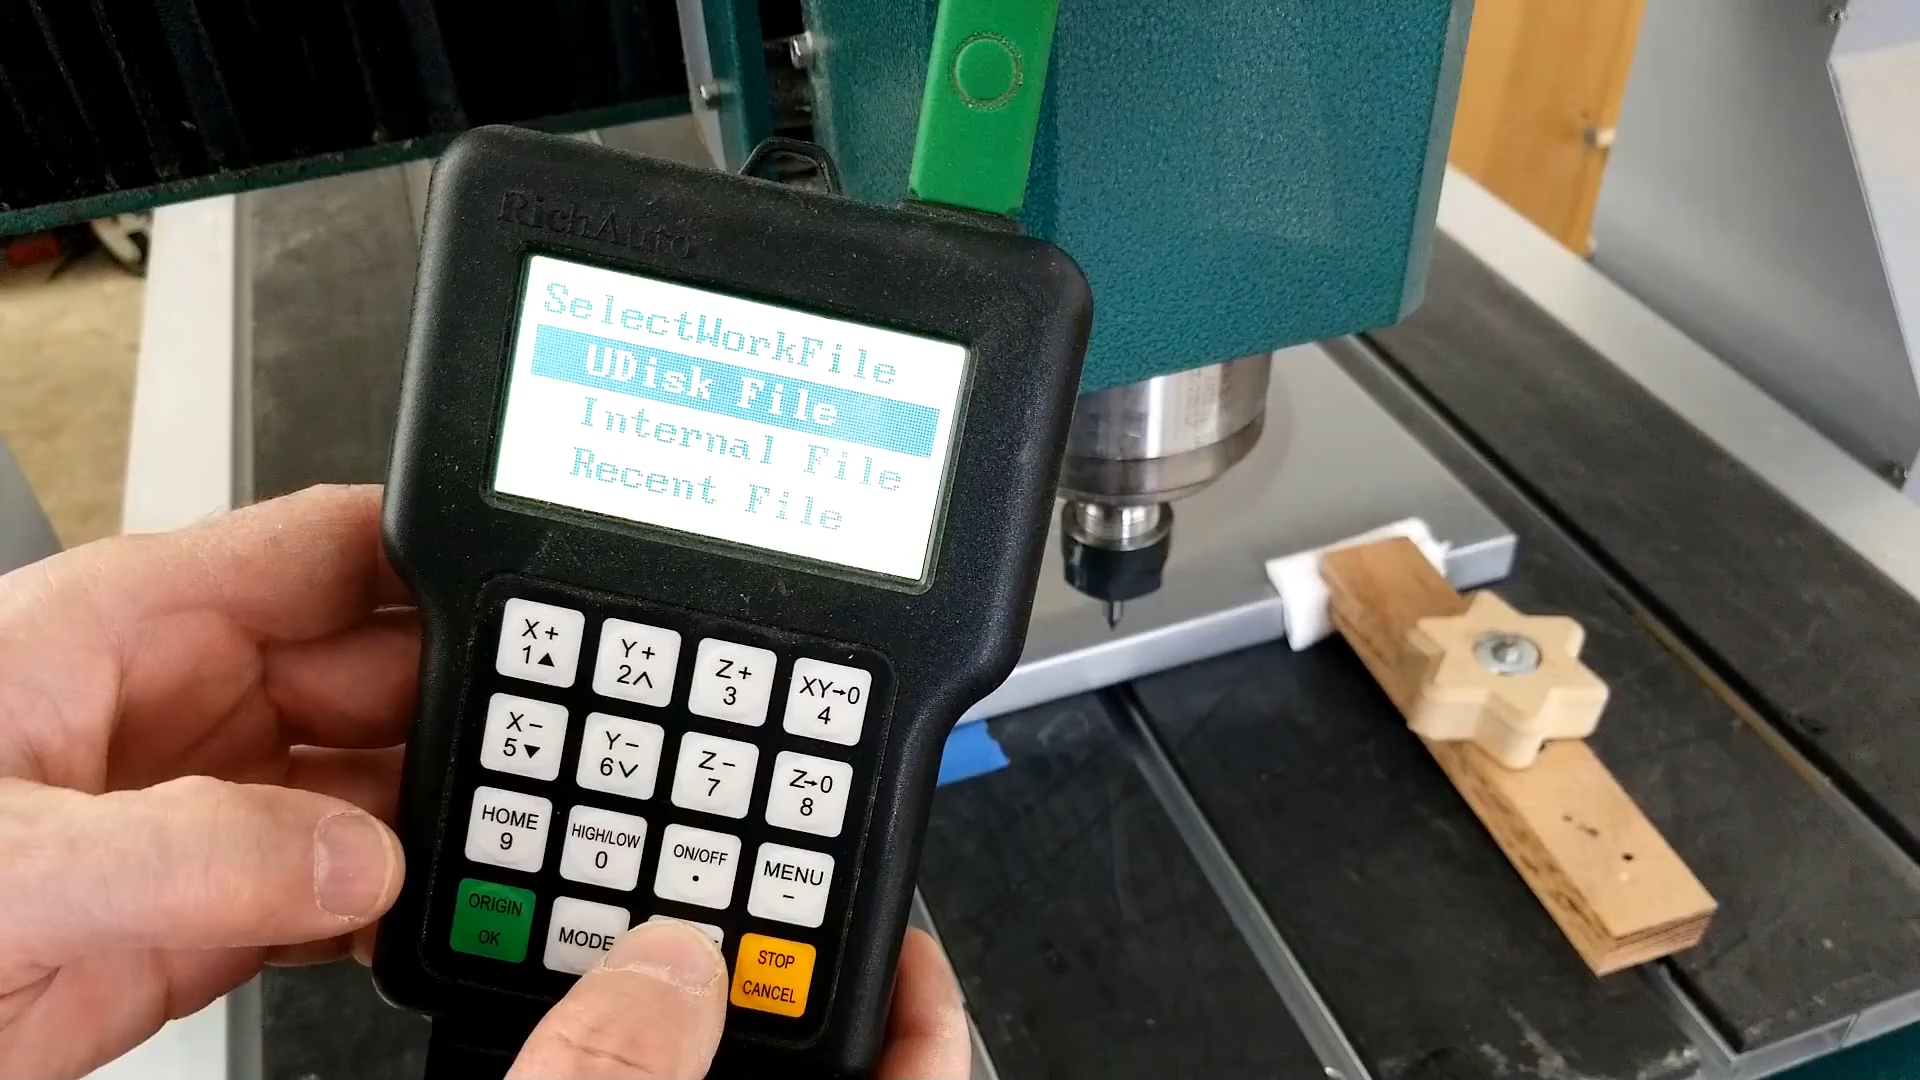 RichAuto
SelectWorkFile
UDisk File
Internal File
Recent File
X+ Y+ Z+ XY→0
1▲ 2∧ 3 4
X- Y- Z- Z→0
5▼ 6∨ 7 8
HOME HIGH/LOW ON/OFF MENU
9 0 • -
ORIGIN MODE STOP
OK CANCEL